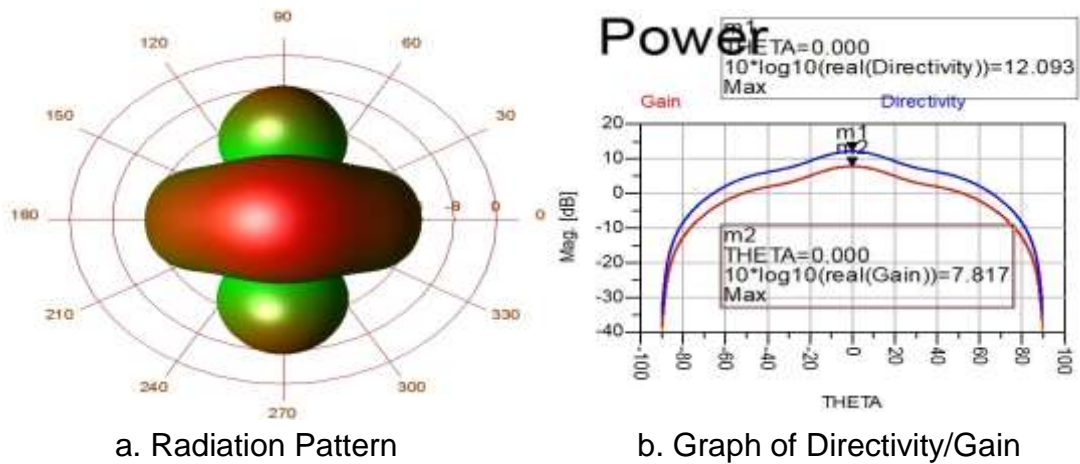 90
120
60
150
30
180
-8
0
0
210
330
240
300
270
a. Radiation Pattern
Power
m1
THETA=0.000
10*log10(real(Directivity))=12.093
Max
Gain
Directivity
20
10
0
-10
-20
-30
-40
Mag. [dB]
m1
m2
m2
THETA=0.000
10*log10(real(Gain))=7.817
Max
-100
-80
-60
-40
-20
0
20
40
60
80
100
THETA
b. Graph of Directivity/Gain